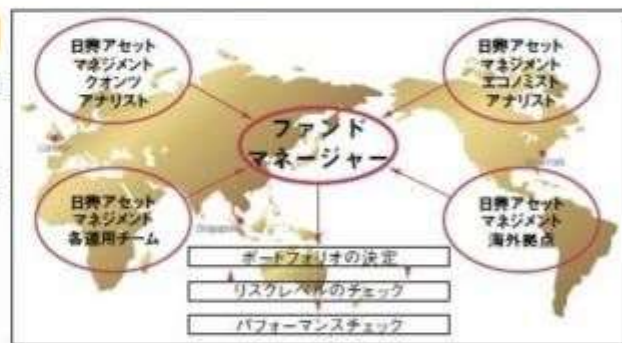 日興アセット
マネジメント
クオンツ
アナリスト
日興アセット
マネジメント
エコノミスト
アナリスト
ファンド
マネージャー
日興アセット
マネジメント
各運用チーム
日興アセット
マネジメント
海外拠点
Singapore
ポートフォリオの決定
リスクレベルのチェック
パフォーマンスチェック